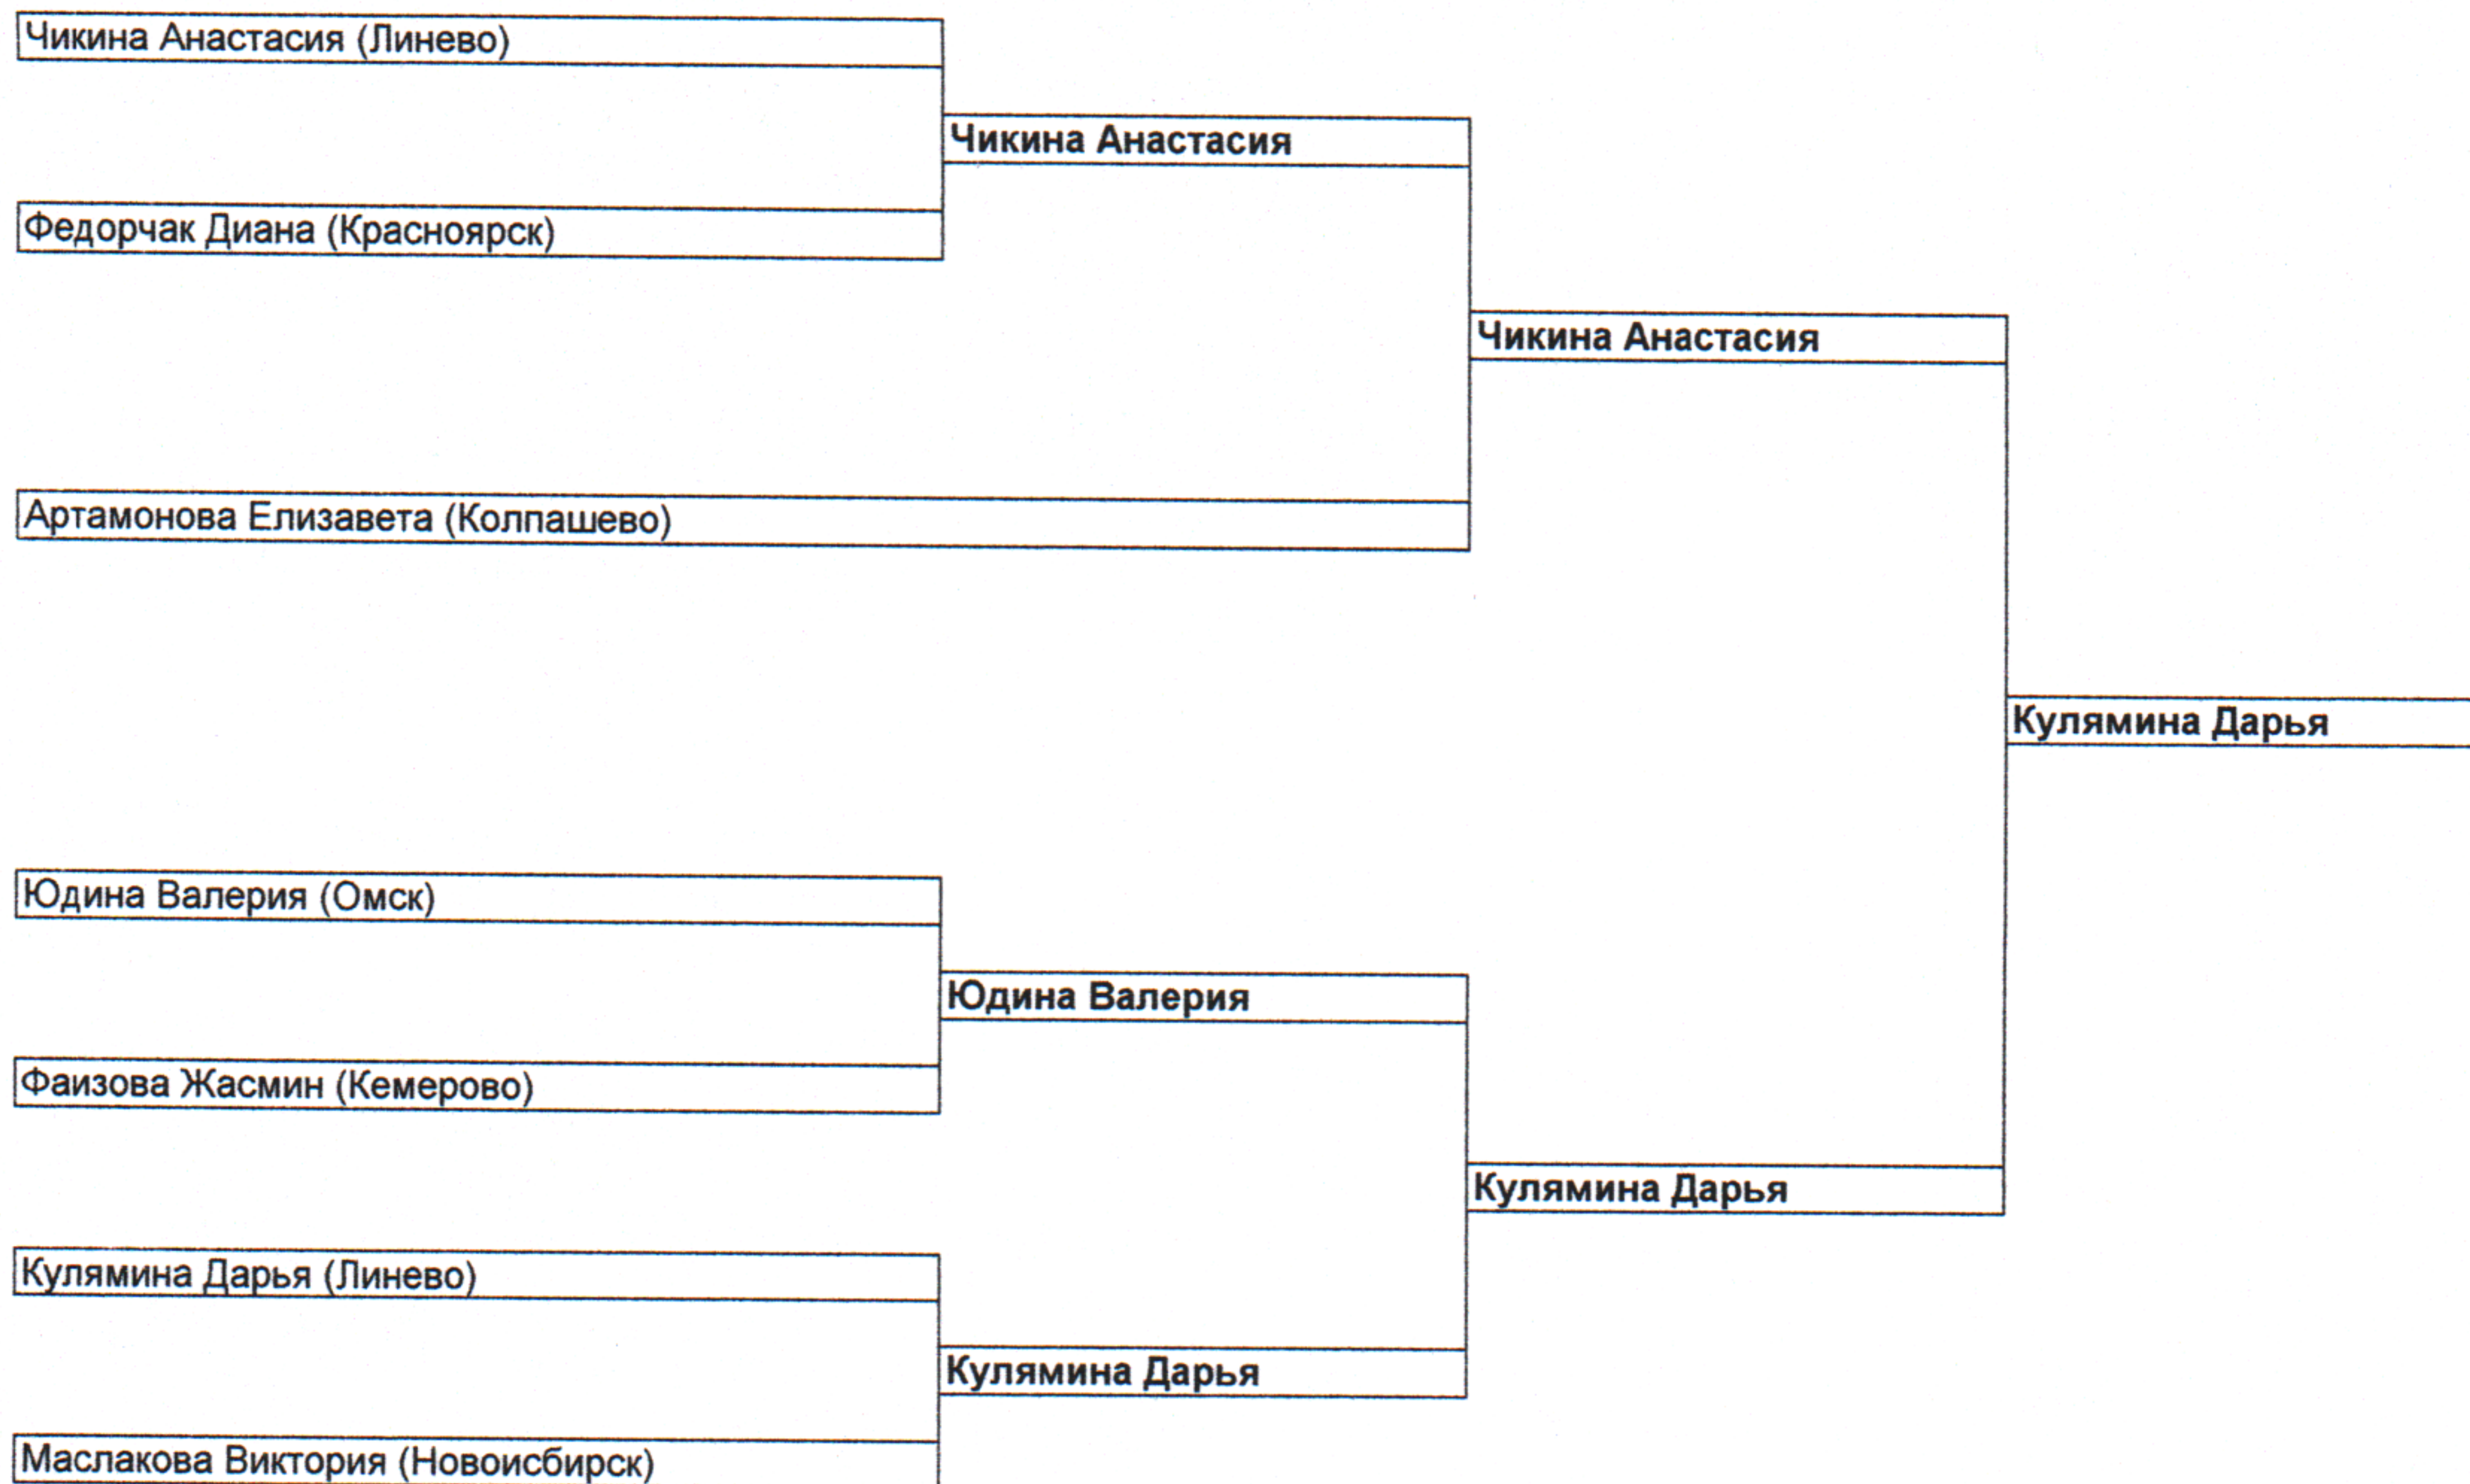 Чикина Анастасия (Линево)
Чикина Анастасия
Федорчак Диана (Красноярск)
Чикина Анастасия
Артамонова Елизавета (Колпашево)
Кулямина Дарья
Юдина Валерия (Омск)
Юдина Валерия
Фаизова Жасмин (Кемерово)
Кулямина Дарья
Кулямина Дарья (Линево)
Кулямина Дарья
Маслакова Виктория (Новоисбирск)